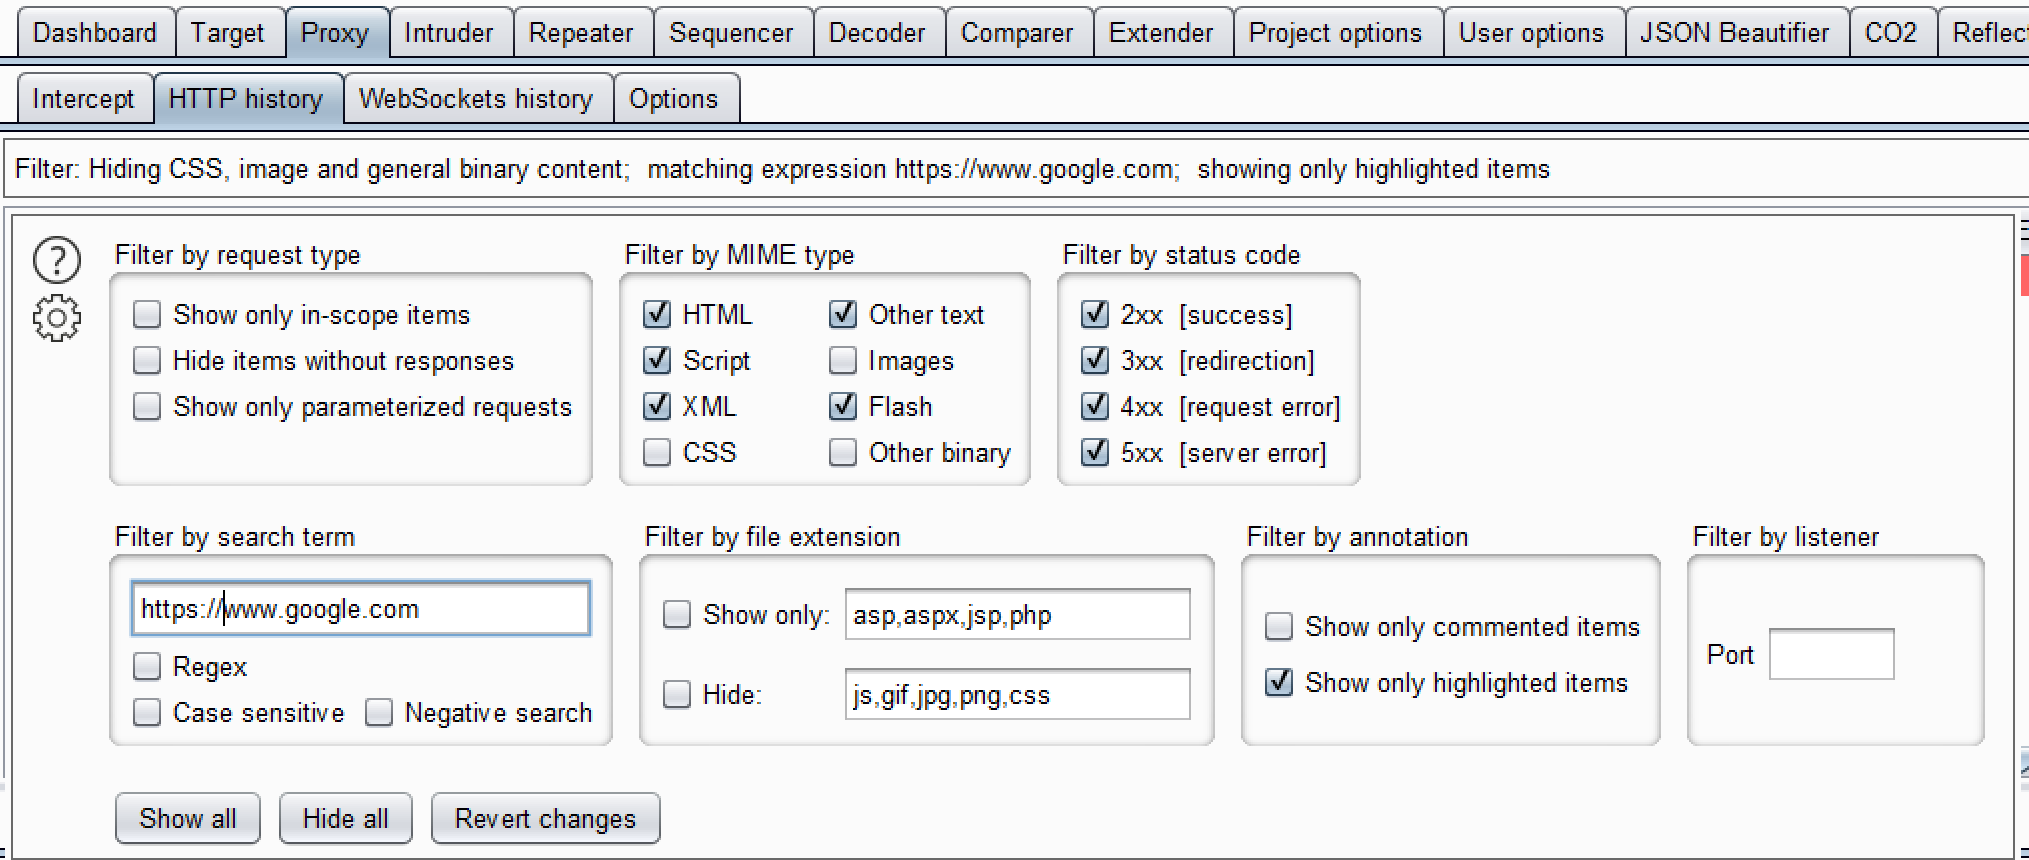 Dashboard Target Proxy Intruder Repeater Sequencer Decoder Comparer Extender Project options User options JSON Beautifier CO2
Intercept HTTP history WebSockets history Options
Filter: Hiding CSS, image and general binary content; matching expression https://www.google.com; showing only highlighted items
?
Filter by request type Filter by MIME type Filter by status code
Show only in-scope items HTML Other text 2xx [success]
Hide items without responses Script Images 3xx [redirection]
Show only parameterized requests XML Flash 4xx [request error]
CSS Other binary 5xx [server error]
Filter by search term Filter by file extension Filter by annotation Filter by listener
https://www.google.com Show only: asp,aspx,jsp,php Show only commented items
Port
Regex Hide: js,gif,jpg,png,css Show only highlighted items
Case sensitive Negative search
Show all Hide all Revert changes